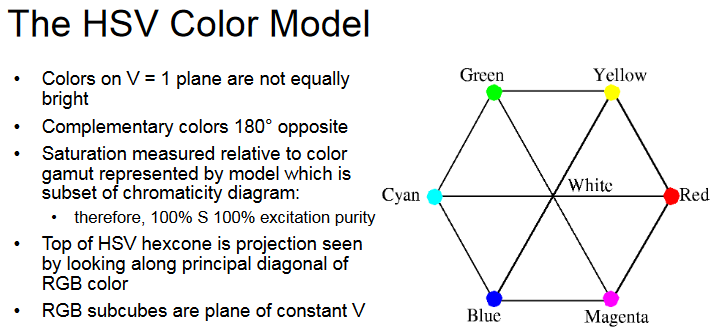 The HSV Color Model
• Colors on V = 1 plane are not equally
bright
• Complementary colors 180° opposite
• Saturation measured relative to color
gamut represented by model which is
subset of chromaticity diagram:
• therefore, 100% S 100% excitation purity
• Top of HSV hexcone is projection seen
by looking along principal diagonal of
RGB color
• RGB subcubes are plane of constant V
Green
Yellow
Cyan
White
Red
Blue
Magenta